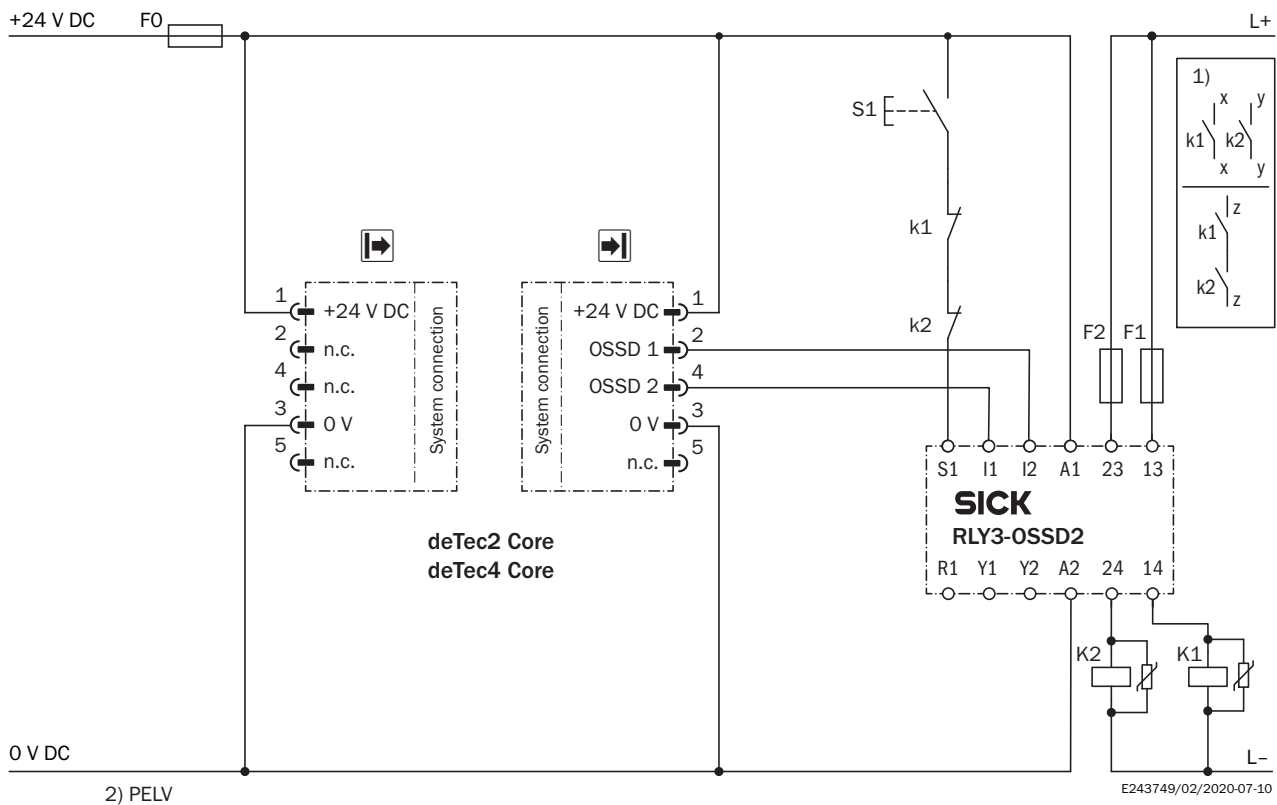 +24 V DC F0 L+
1)
x y
k1 k2
x y
z
k1
k2
z
S1
k1
k2
F2 F1
1 +24 V DC
2 n.c.
4 n.c.
3 0 V
5 n.c.
System connection
System connection
+24 V DC 1
OSSD 1 2
OSSD 2 4
0 V 3
n.c. 5
deTec2 Core
deTec4 Core
S1 I1 I2 A1 23 13
SICK
RLY3-OSSD2
R1 Y1 Y2 A2 24 14
K2 K1
0 V DC L–
2) PELV
E243749/02/2020-07-10